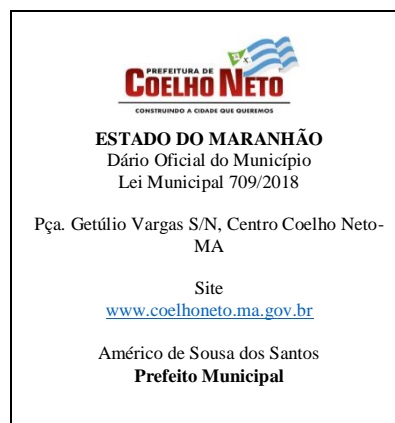 PREFEITURA DE
COELHO NETO
CONSTRUINDO A CIDADE QUE QUEREMOS
ESTADO DO MARANHÃO
Dário Oficial do Município
Lei Municipal 709/2018
Pça. Getúlio Vargas S/N, Centro Coelho Neto-
MA
Site
www.coelhoneto.ma.gov.br
Américo de Sousa dos Santos
Prefeito Municipal